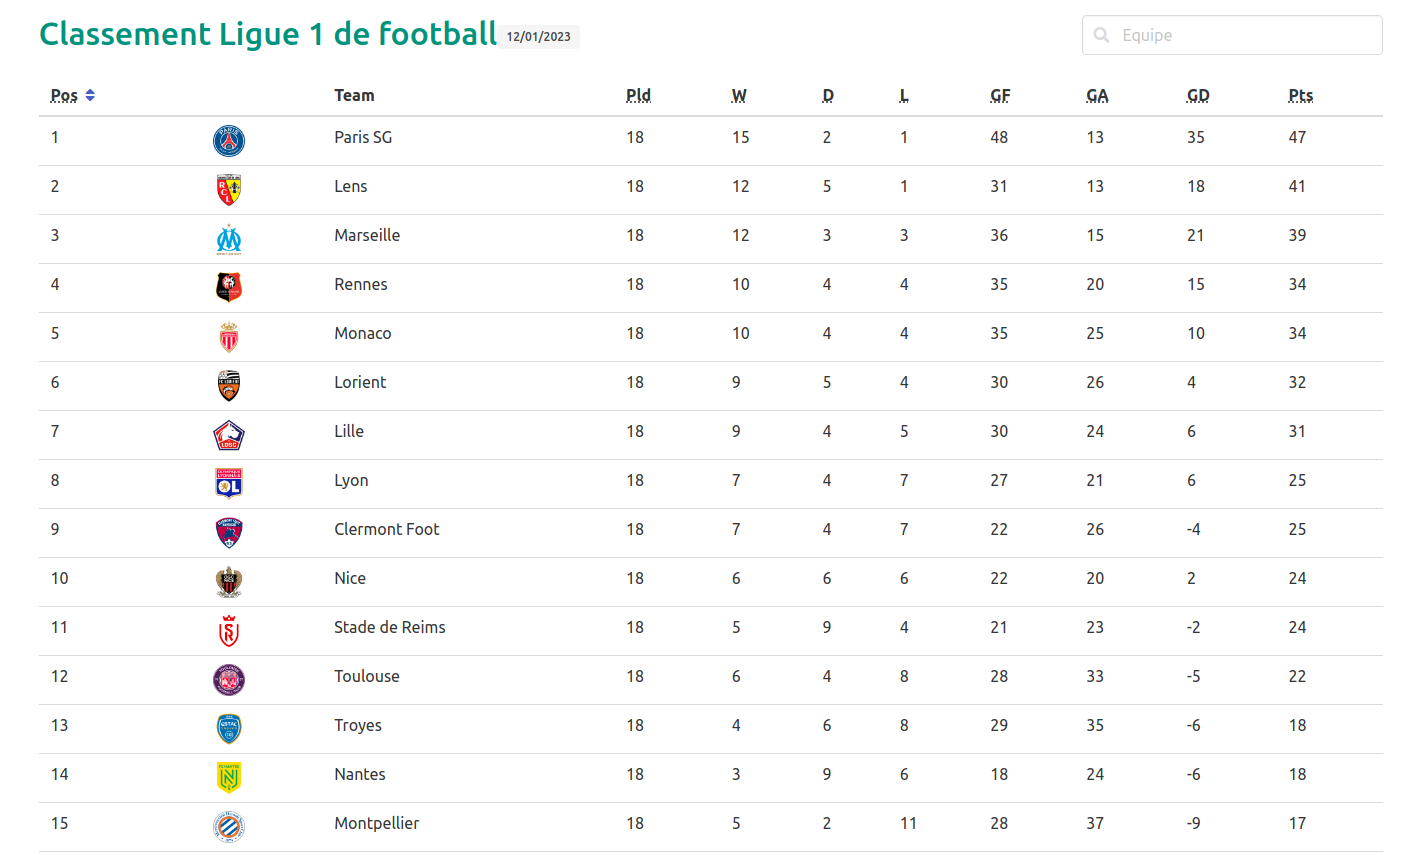 Classement Ligue 1 de football 12/01/2023 Equipe
Pos Team Pld W D L GF GA GD Pts
1 Paris SG 18 15 2 1 48 13 35 47
2 Lens 18 12 5 1 31 13 18 41
3 Marseille 18 12 3 3 36 15 21 39
4 Rennes 18 10 4 4 35 20 15 34
5 Monaco 18 10 4 4 35 25 10 34
6 Lorient 18 9 5 4 30 26 4 32
7 Lille 18 9 4 5 30 24 6 31
8 Lyon 18 7 4 7 27 21 6 25
9 Clermont Foot 18 7 4 7 22 26 -4 25
10 Nice 18 6 6 6 22 20 2 24
11 Stade de Reims 18 5 9 4 21 23 -2 24
12 Toulouse 18 6 4 8 28 33 -5 22
13 Troyes 18 4 6 8 29 35 -6 18
14 Nantes 18 3 9 6 18 24 -6 18
15 Montpellier 18 5 2 11 28 37 -9 17